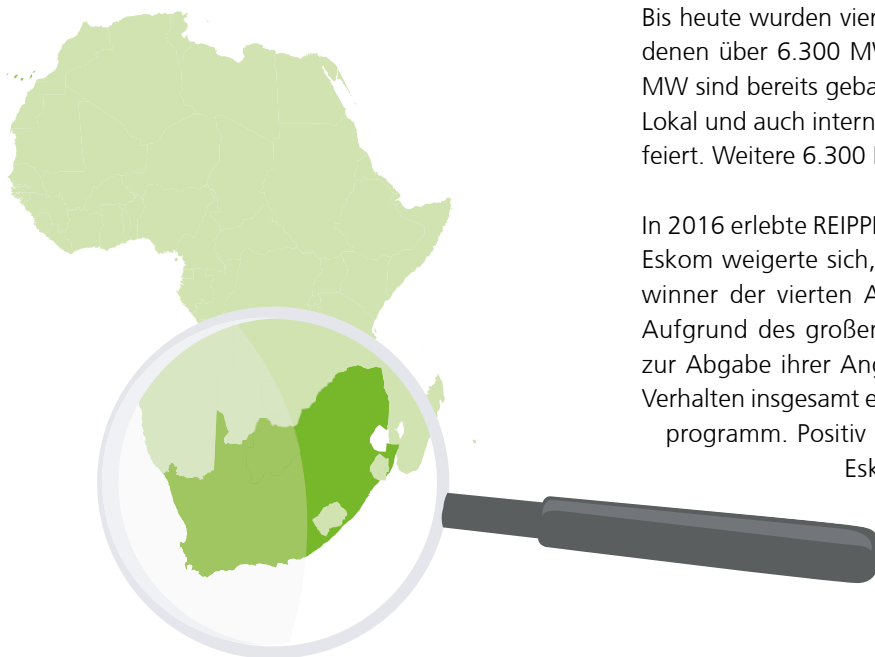 Bis heute wurden vier
denen über 6.300 MW
MW sind bereits geba
Lokal und auch intern
feiert. Weitere 6.300
In 2016 erlebte REIPP
Eskom weigerte sich,
winner der vierten A
Aufgrund des großer
zur Abgabe ihrer Ang
Verhalten insgesamt e
programm. Positiv
Esk